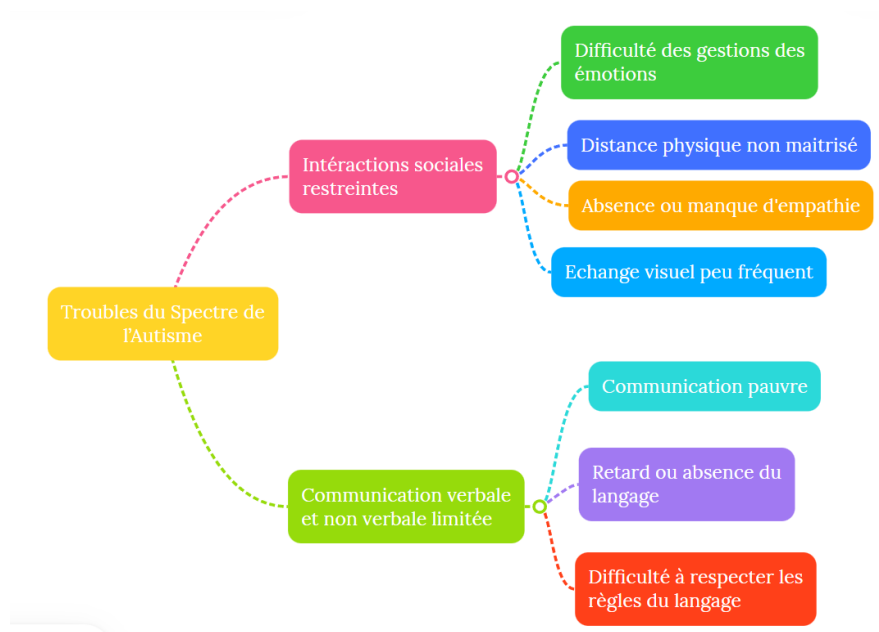 Troubles du Spectre de
l'Autisme
Intéractions sociales
restreintes
Difficulté des gestions des
émotions
Distance physique non maitrisé
Absence ou manque d'empathie
Echange visuel peu fréquent
Communication verbale
et non verbale limitée
Communication pauvre
Retard ou absence du
langage
Difficulté à respecter les
règles du langage